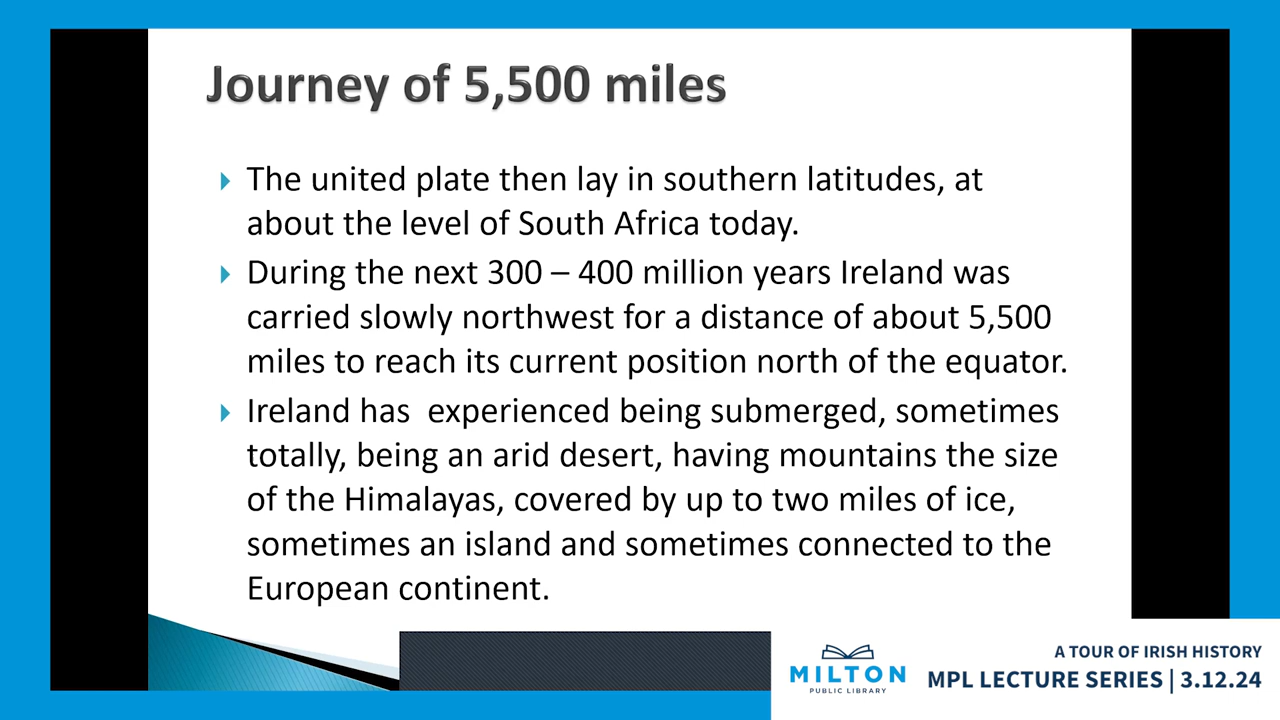 Journey of 5,500 miles
The united plate then lay in southern latitudes, at
about the level of South Africa today.
During the next 300 – 400 million years Ireland was
carried slowly northwest for a distance of about 5,500
miles to reach its current position north of the equator.
Ireland has  experienced being submerged, sometimes
totally, being an arid desert, having mountains the size
of the Himalayas, covered by up to two miles of ice,
sometimes an island and sometimes connected to the
European continent.
MILTON
PUBLIC LIBRARY
A TOUR OF IRISH HISTORY
MPL LECTURE SERIES | 3.12.24